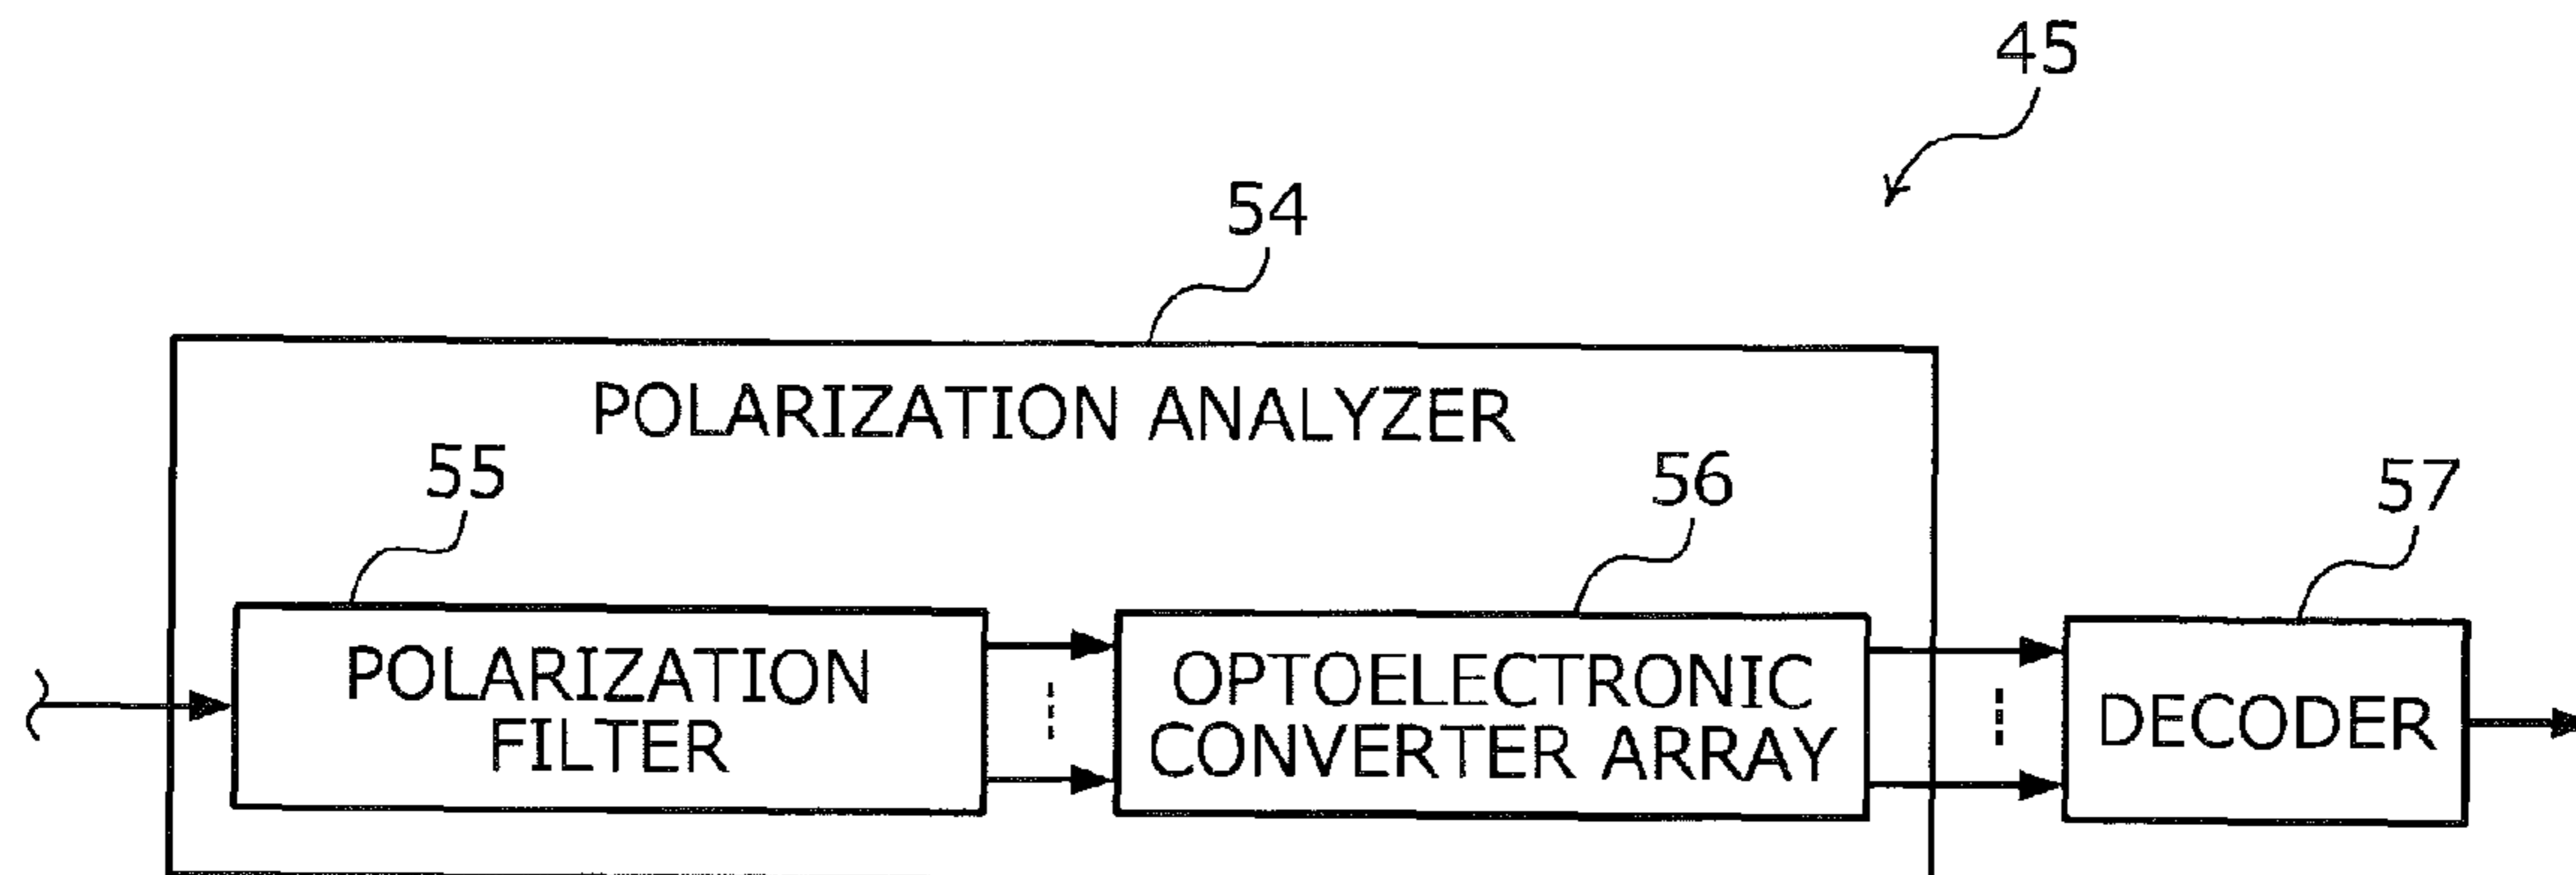 45
54
POLARIZATION ANALYZER
55
56
57
POLARIZATION
FILTER
OPTOELECTRONIC
CONVERTER ARRAY
DECODER